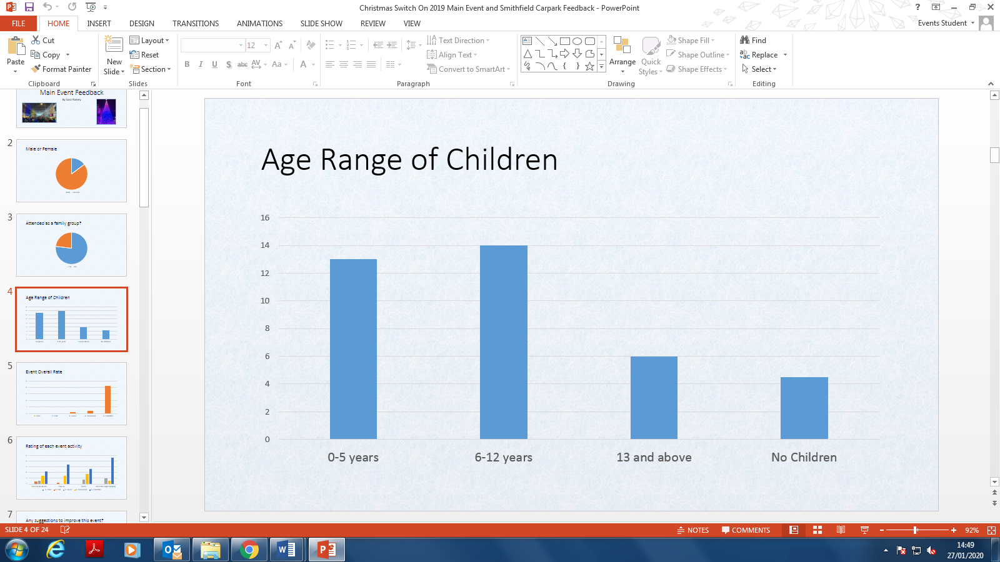 Christmas Switch On 2019 Main Event and Smithfield Carpark Feedback - PowerPoint
FILE HOME INSERT DESIGN TRANSITIONS ANIMATIONS SLIDE SHOW REVIEW VIEW
Events Student
Paste
Cut
Copy
Format Painter
Clipboard
New Slide
Layout
Reset
Section
Slides
12
B I U S abc AV Aa A
Font
Text Direction
Align Text
Convert to SmartArt
Paragraph
Arrange
Quick Styles
Shape Fill
Shape Outline
Shape Effects
Drawing
Find
Replace
Select
Editing
Main Event Feedback
2
Male or Female
3
Attended as a family group?
4
Age Range of Children
5
Event Overall Rate
6
Rating of each event activity
7
Any suggestions to improve this event?
Age Range of Children
16
14
12
10
8
6
4
2
0
0-5 years 6-12 years 13 and above No Children
SLIDE 4 OF 24
NOTES COMMENTS 92%
14:49
27/01/2020